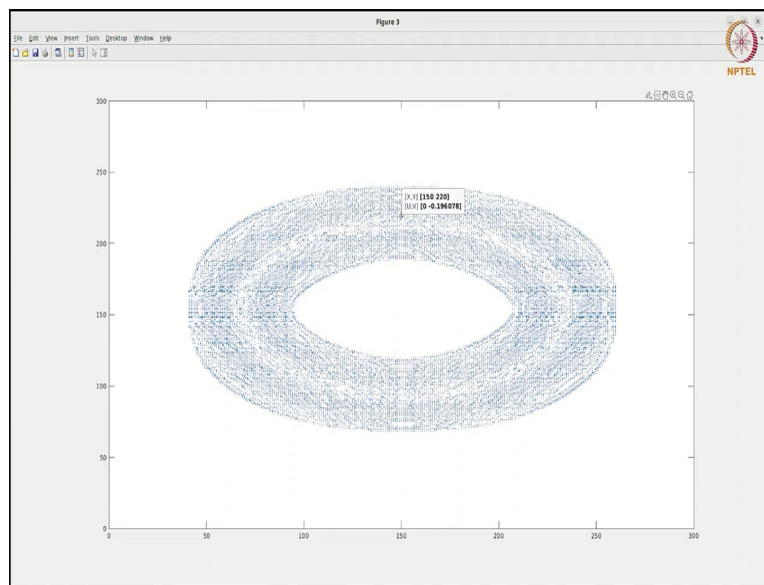 Figure 3
File Edit View Insert Tools Desktop Window Help
NPTEL
300
250
[X,Y] [150 220]
[U,V] [0 -0.196078]
200
150
100
50
0
0 50 100 150 200 250 300